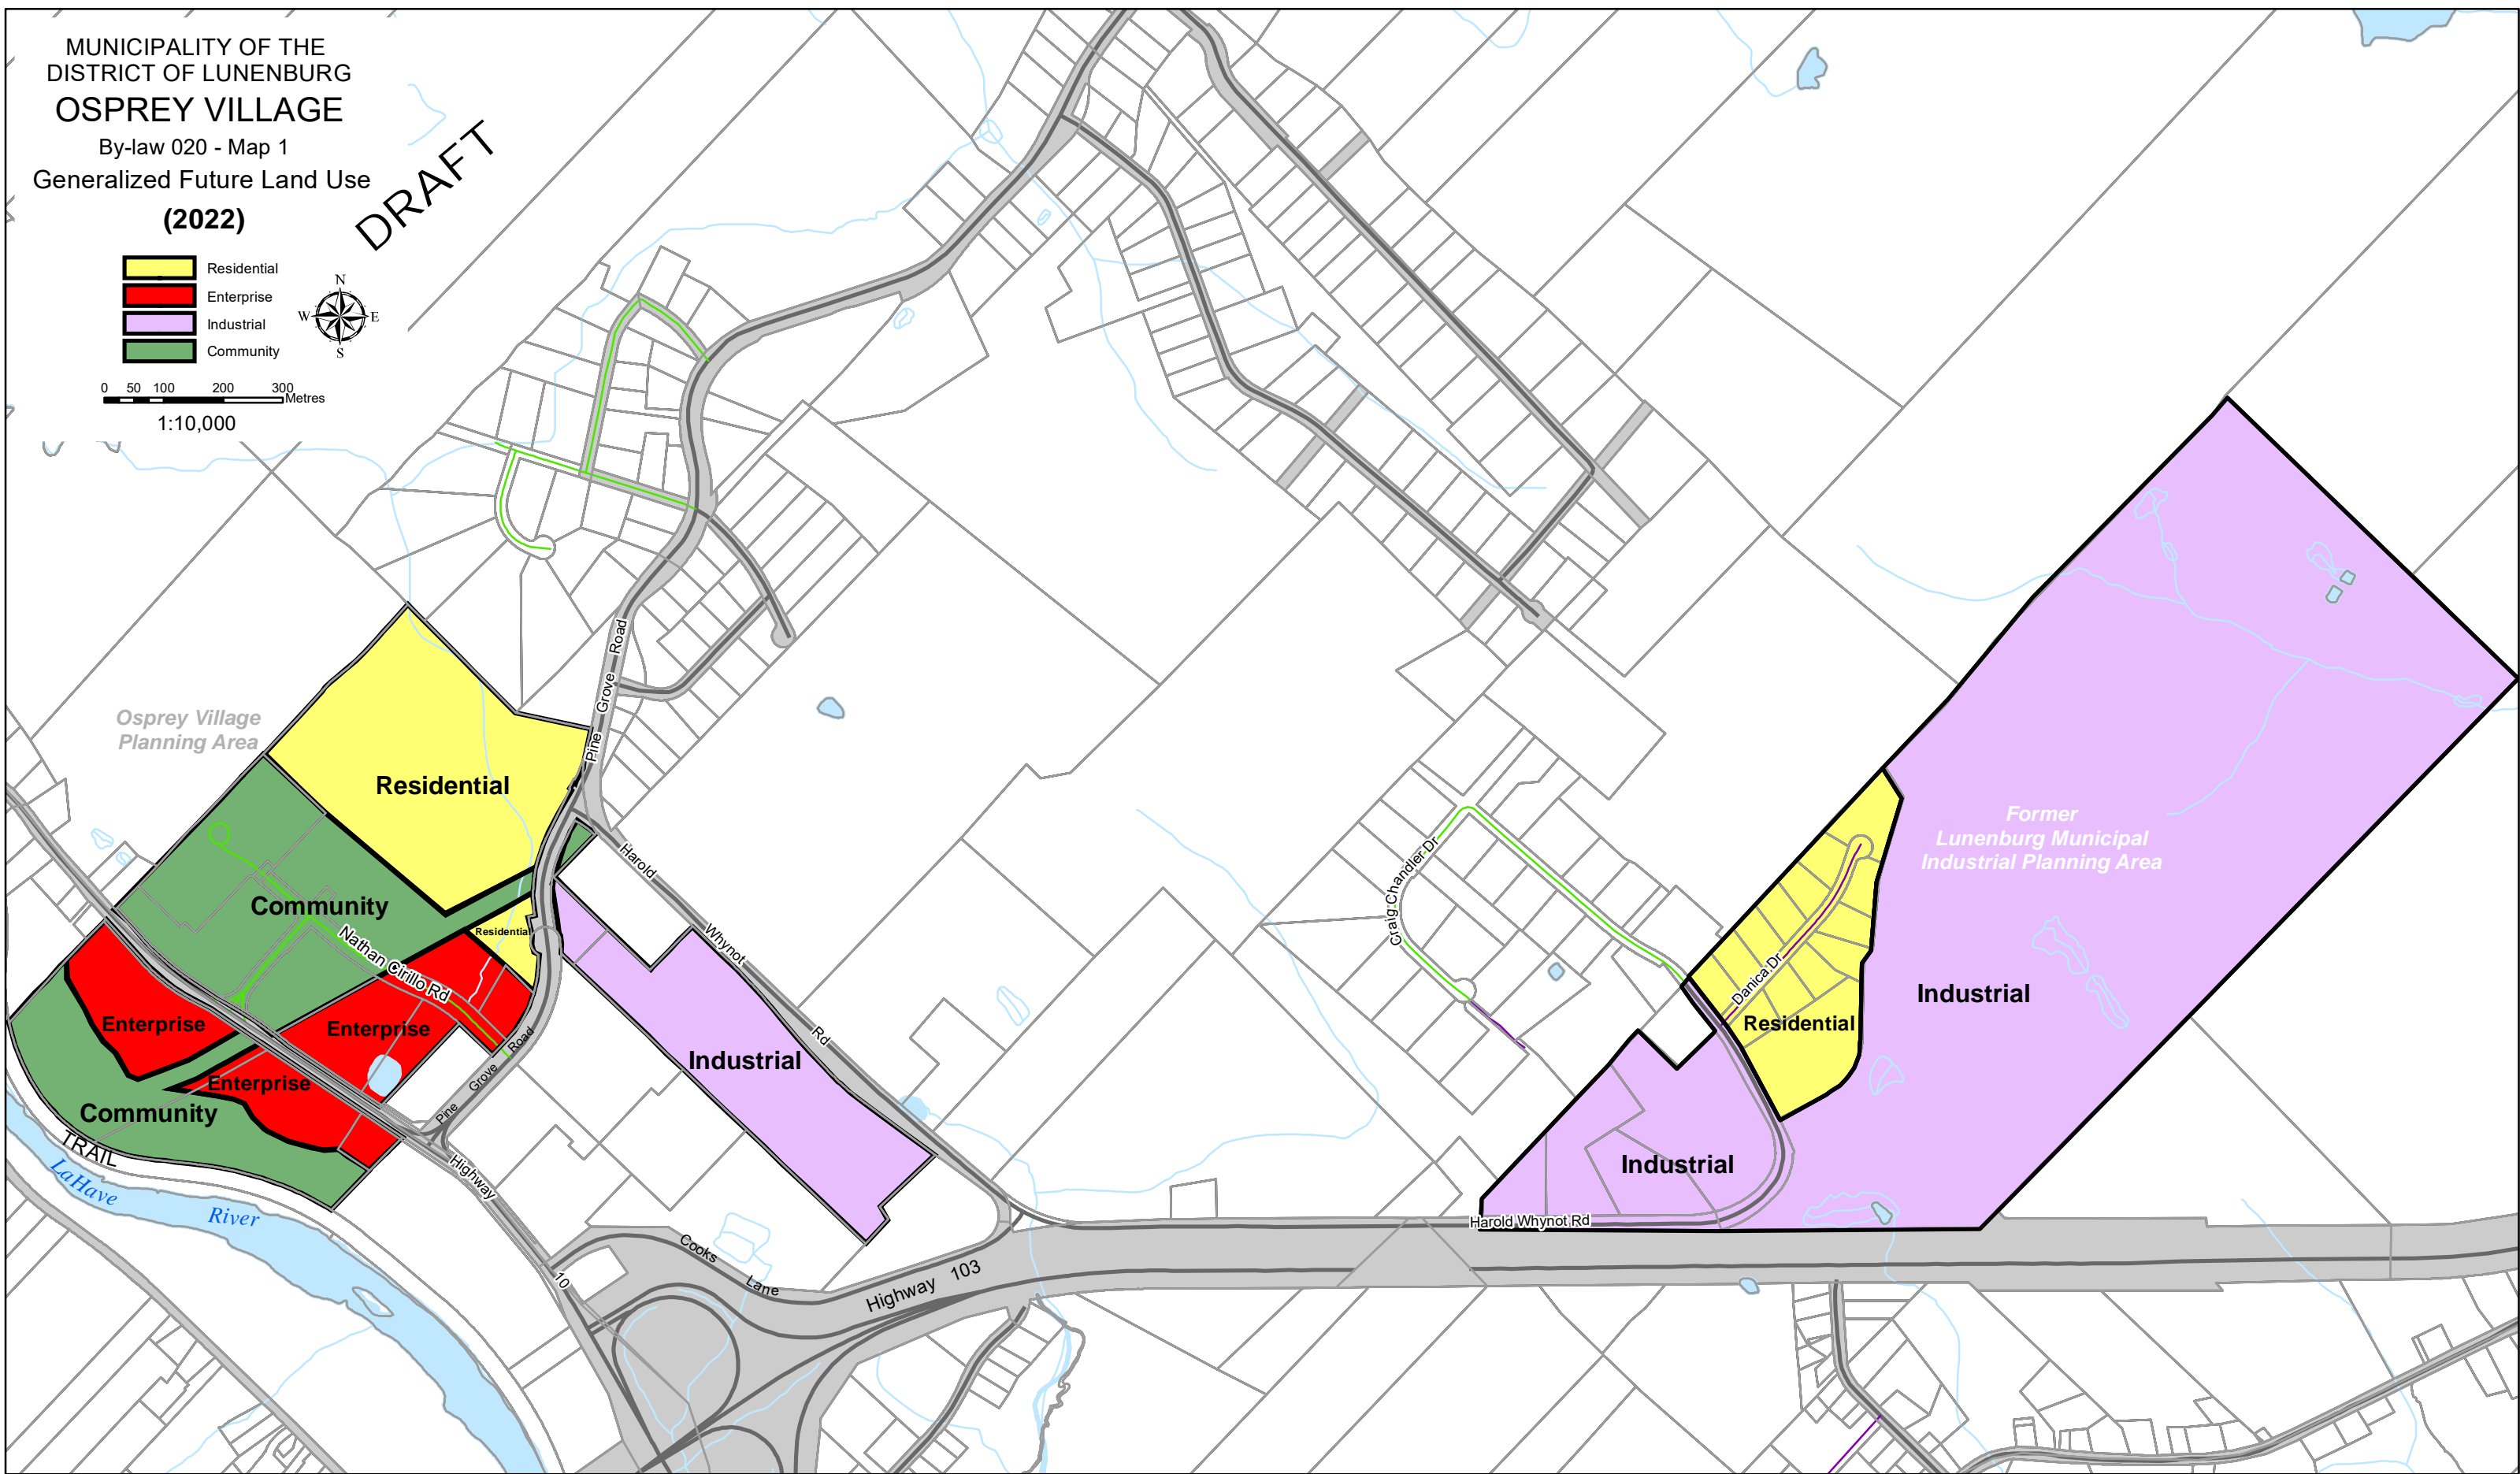 MUNICIPALITY OF THE
DISTRICT OF LUNENBURG
OSPREY VILLAGE
By-law 020 - Map 1
Generalized Future Land Use
(2022)
DRAFT
Residential
Enterprise
Industrial
Community
N
W E
S
0 50 100 200 300
Metres
1:10,000
Osprey Village
Planning Area
Pine Grove Road
Residential
Community
Residential
Nathan Cirillo Rd
Enterprise
Enterprise
Enterprise
Community
Pine Grove Road
TRAIL
LaHave River
Highway 10
Harold Whynot Rd
Industrial
Cooks Lane
Highway 103
Craig Chandler Dr
Danica Dr
Residential
Former
Lunenburg Municipal
Industrial Planning Area
Industrial
Industrial
Harold Whynot Rd